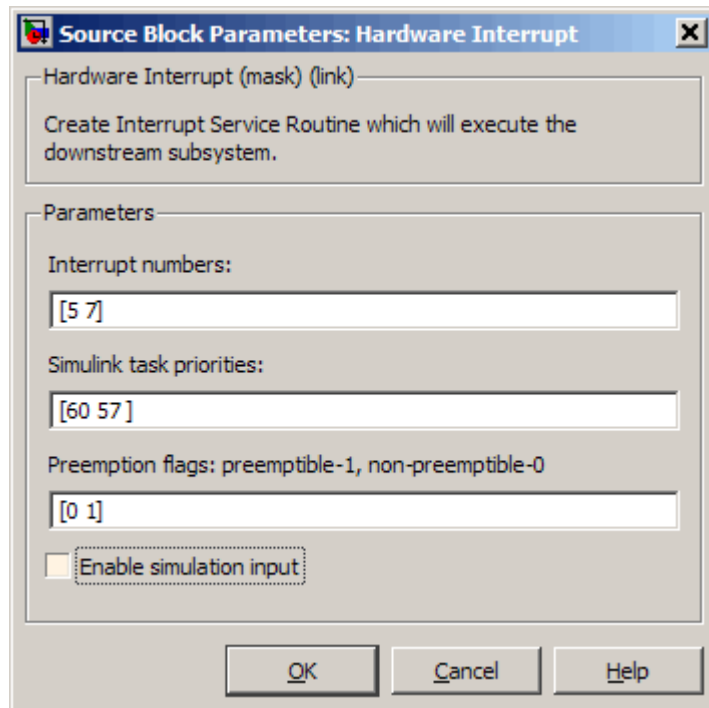 Source Block Parameters: Hardware Interrupt
Hardware Interrupt (mask) (link)
Create Interrupt Service Routine which will execute the
downstream subsystem.
Parameters
Interrupt numbers:
[5 7]
Simulink task priorities:
[60 57 ]
Preemption flags: preemptible-1, non-preemptible-0
[0 1]
Enable simulation input
OK Cancel Help